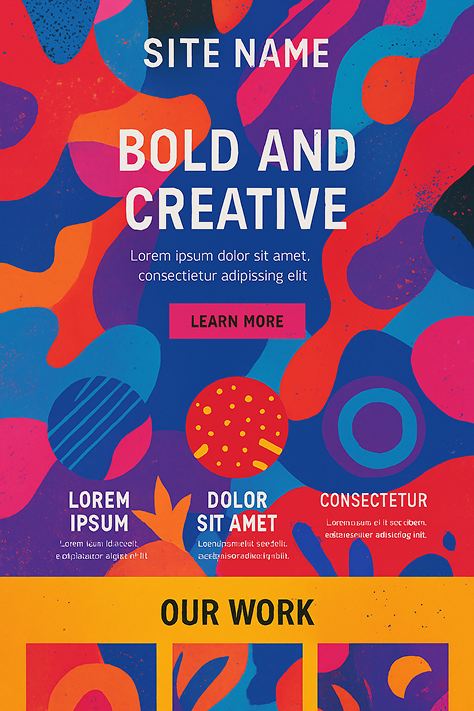 SITE NAME
BOLD AND
CREATIVE
Lorem ipsum dolor sit amet.
consectietur adipissing elit
LEARN MORE
LOREM
IPSUM
DOLOR
SIT AMET
CONSECTETUR
OUR WORK